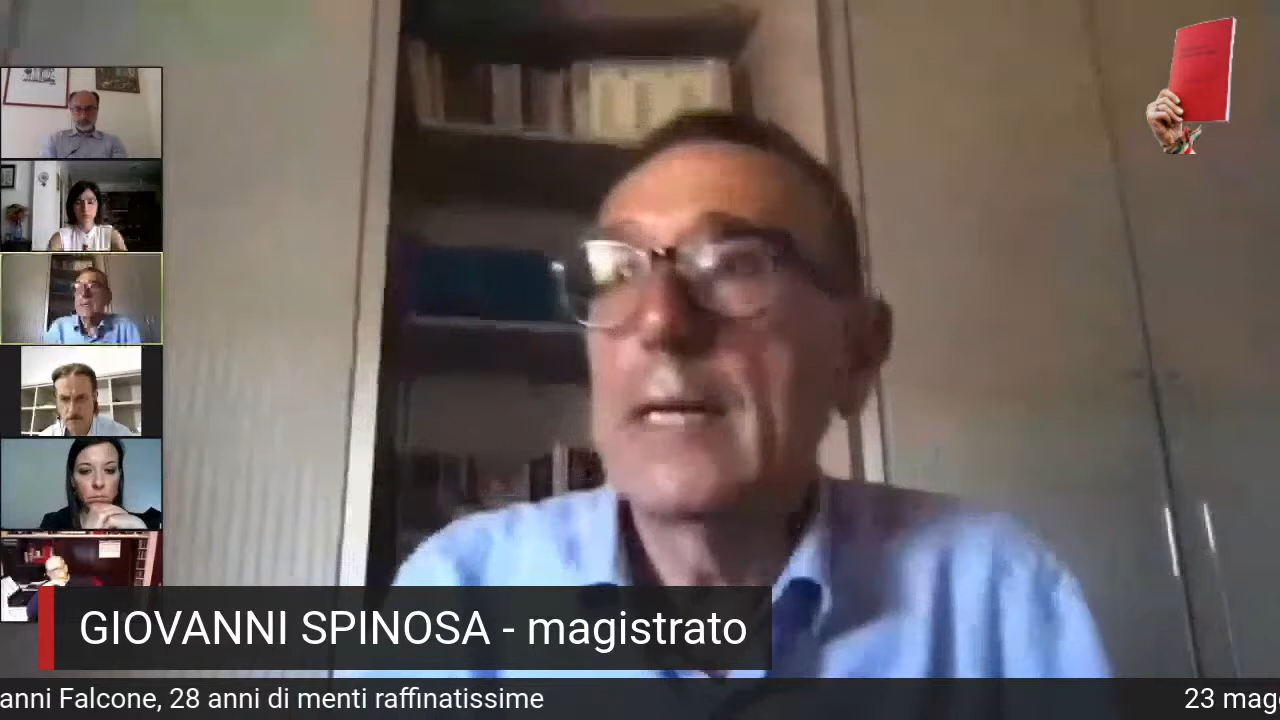 GIOVANNI SPINOSA - magistrato
anni Falcone, 28 anni di menti raffinatissime
23 mag